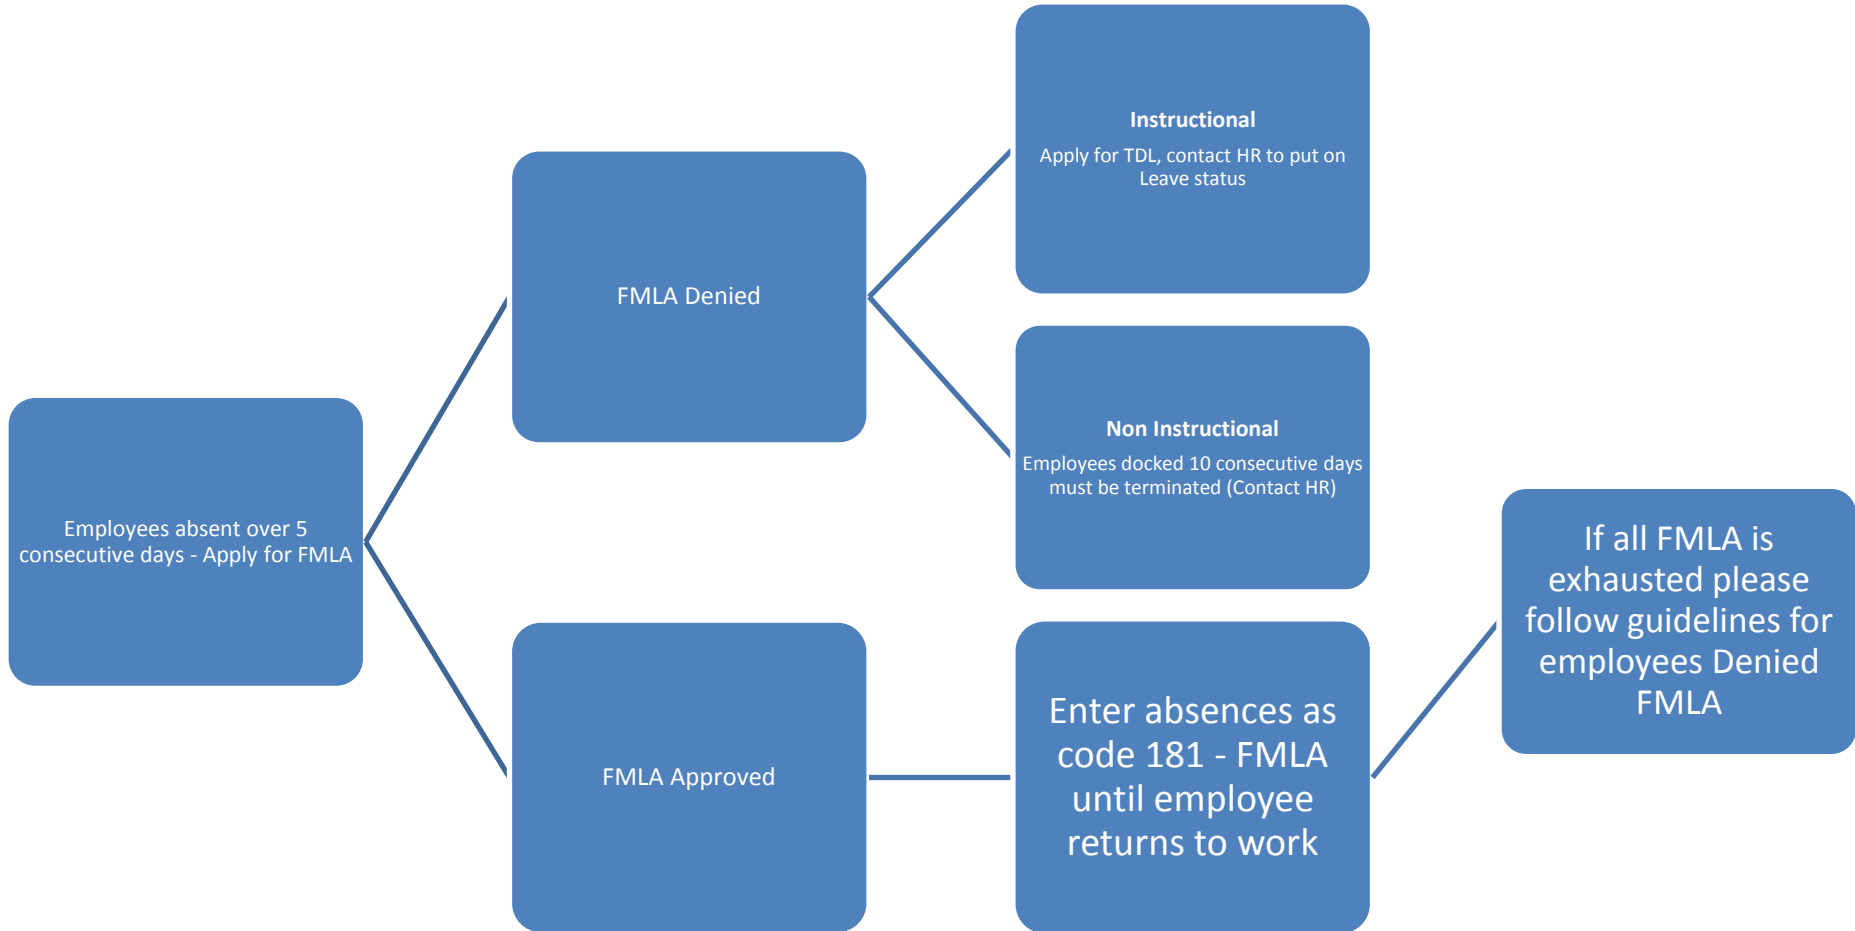 Employees absent over 5
consecutive days - Apply for FMLA
FMLA Denied
Instructional
Apply for TDL, contact HR to put on
Leave status
Non Instructional
Employees docked 10 consecutive days
must be terminated (Contact HR)
FMLA Approved
Enter absences as
code 181 - FMLA
until employee
returns to work
If all FMLA is
exhausted please
follow guidelines for
employees Denied
FMLA